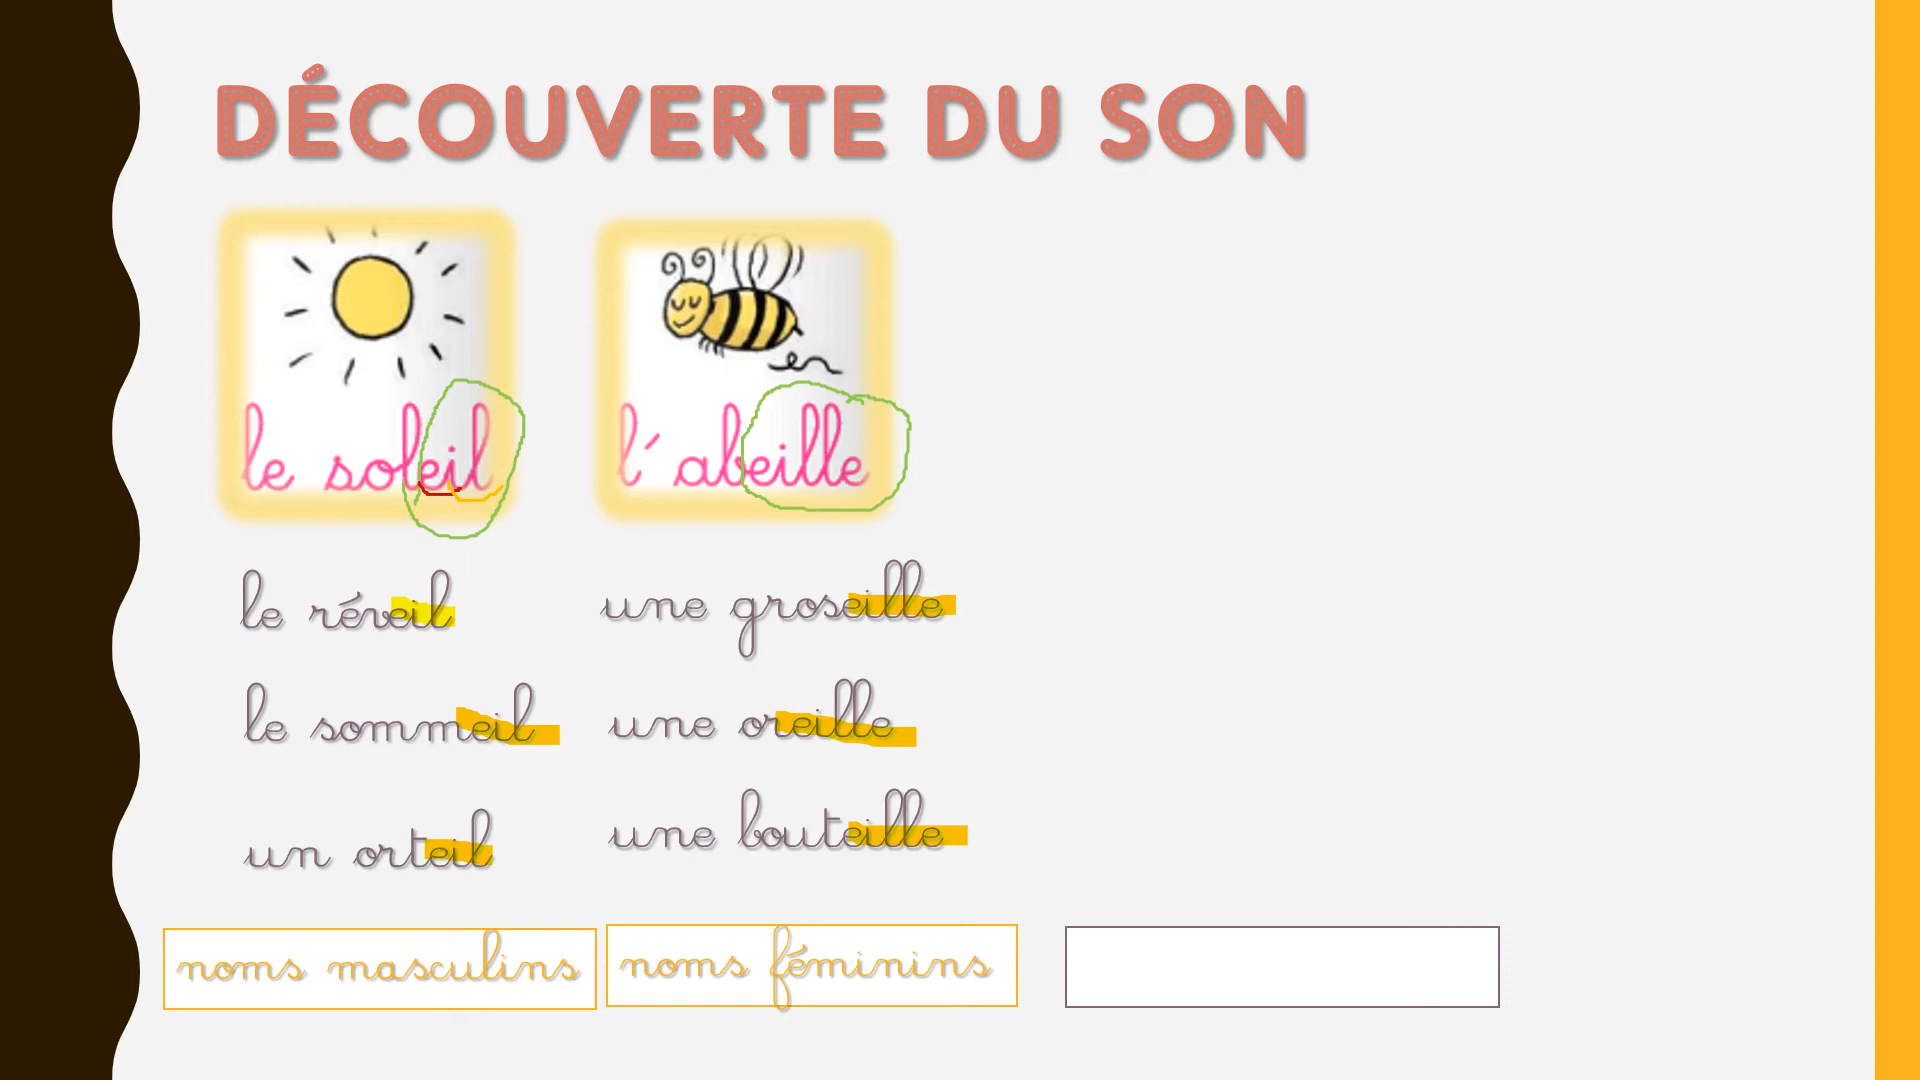 DÉCOUVERTE DU SON
le soleil
l'abeille
le réveil
une groseille
le sommeil
une oreille
un orteil
une bouteille
noms masculins
noms féminins